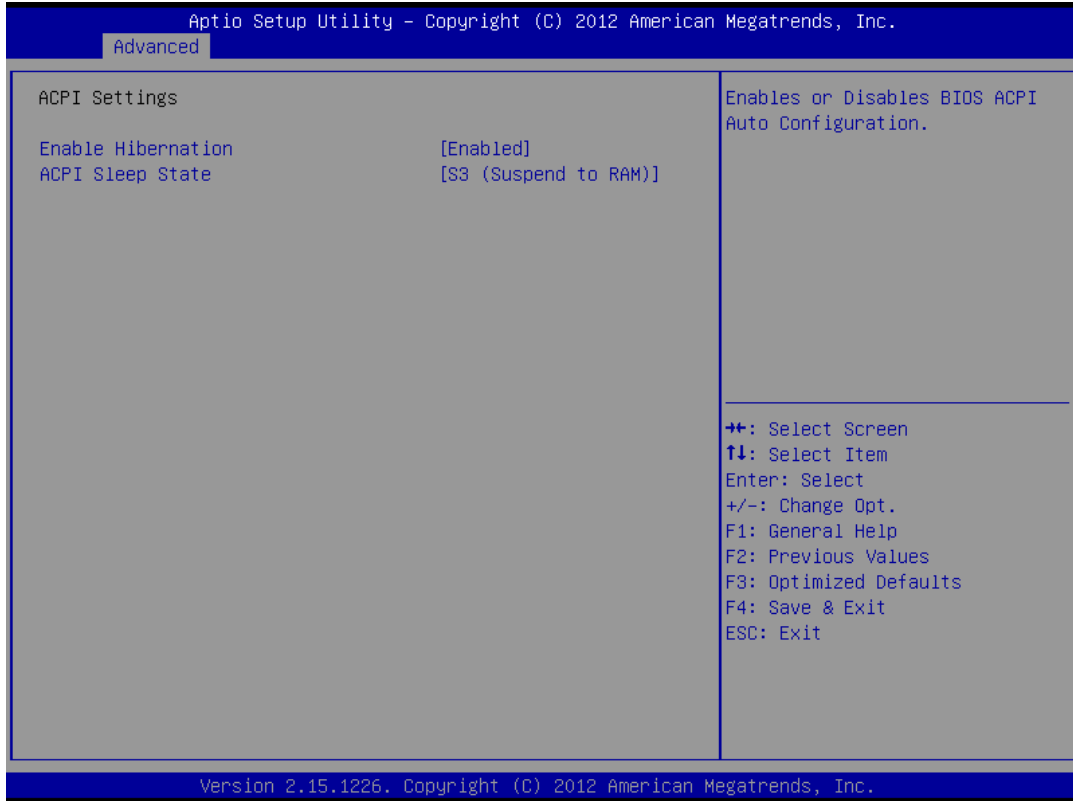 Aptio Setup Utility – Copyright (C) 2012 American Megatrends, Inc.
Advanced
ACPI Settings
Enable Hibernation [Enabled]
ACPI Sleep State [S3 (Suspend to RAM)]
Enables or Disables BIOS ACPI
Auto Configuration.
→←: Select Screen
↑↓: Select Item
Enter: Select
+/-: Change Opt.
F1: General Help
F2: Previous Values
F3: Optimized Defaults
F4: Save & Exit
ESC: Exit
Version 2.15.1226. Copyright (C) 2012 American Megatrends, Inc.